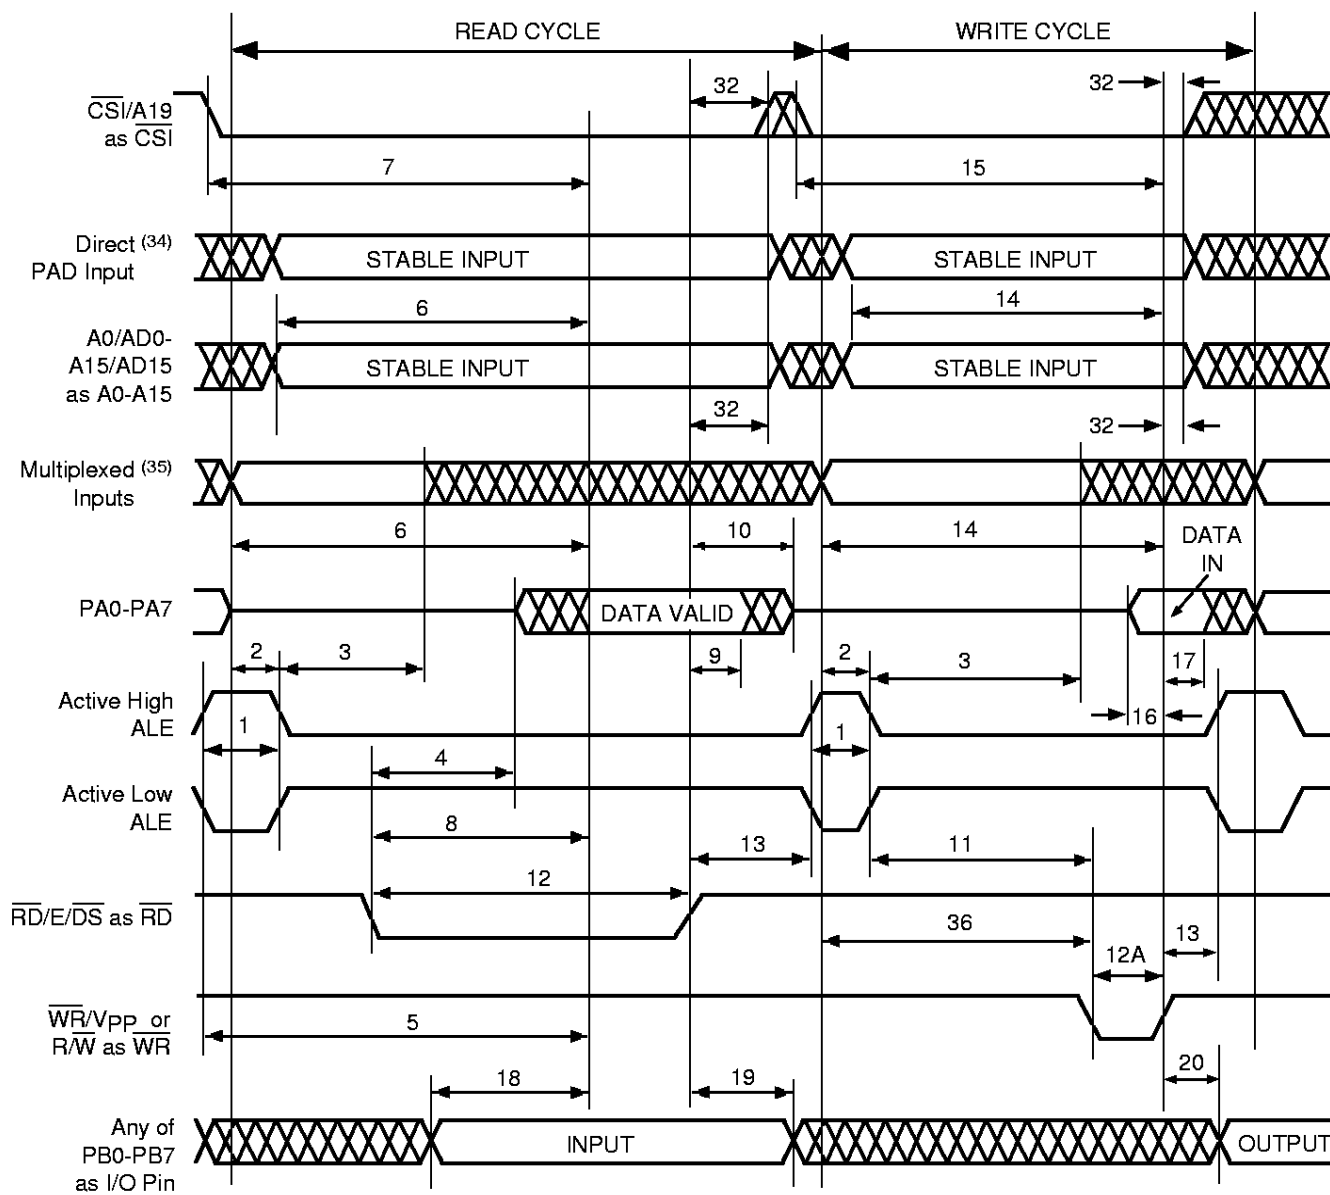 READ CYCLE
WRITE CYCLE
32
32
CSI/A19
as CSI
7
15
Direct (34)
PAD Input
STABLE INPUT
STABLE INPUT
6
14
A0/AD0-
A15/AD15
as A0-A15
STABLE INPUT
STABLE INPUT
32
32
Multiplexed (35)
Inputs
6
10
14
DATA
IN
PA0-PA7
DATA VALID
2
3
9
2
3
17
Active High
ALE
1
1
16
4
Active Low
ALE
8
13
11
12
RD/E/DS as RD
36
13
12A
WR/VPP or
R/W as WR
5
18
19
20
Any of
PB0-PB7
as I/O Pin
INPUT
OUTPUT